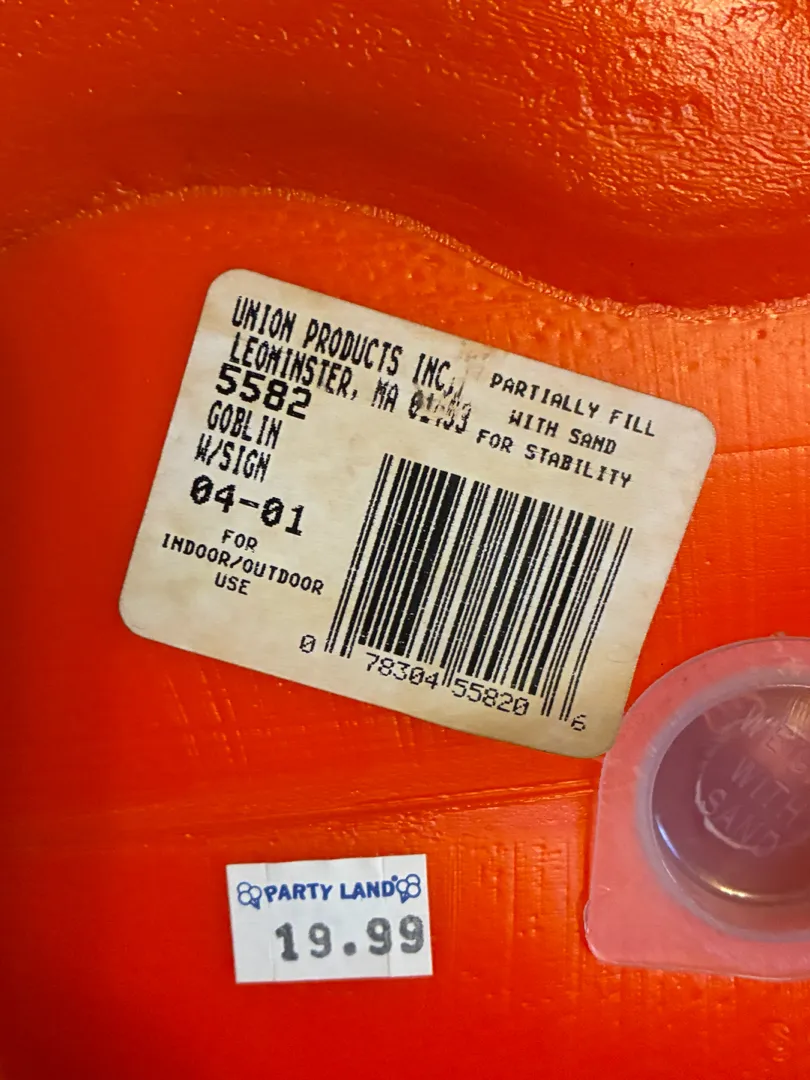 UNION PRODUCTS INC.
LEOMINSTER, MA
5582
GOBLIN
W/SIGN
04-01
FOR
INDOOR/OUTDOOR
USE
PARTIALLY FILL
WITH SAND
FOR STABILITY
0 78304 55820 6
WITH
SAND
PARTY LAND
19.99